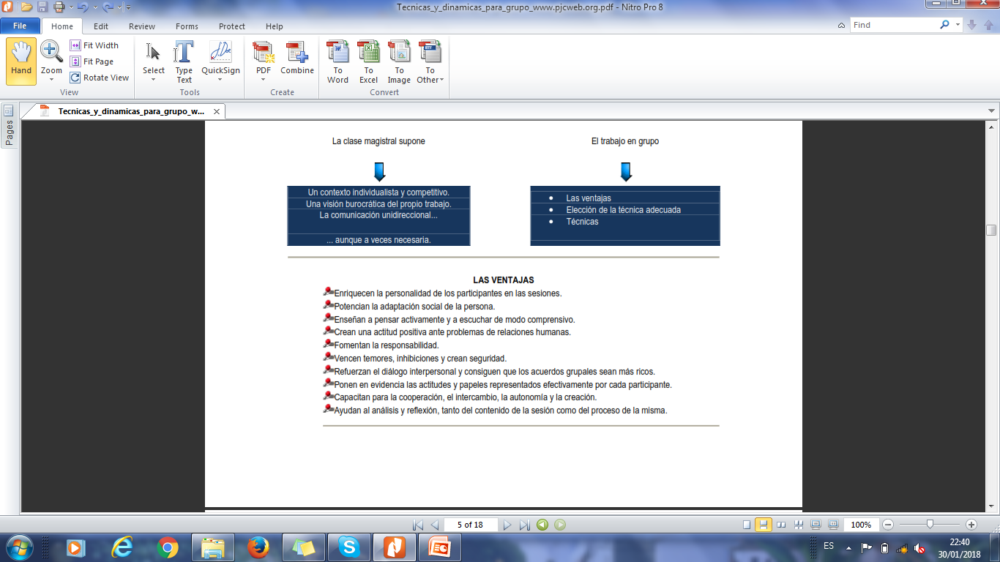 Tecnicas_y_dinamicas_para_grupo_www.pjcweb.org.pdf - Nitro Pro 8
File Home Edit Review Forms Protect Help
Find
Hand
Zoom
Fit Width
Fit Page
Rotate View
View
Select
Type
Text
QuickSign
Tools
PDF
Combine
Create
To
Word
To
Excel
To
Image
To
Other
Convert
Tecnicas_y_dinamicas_para_grupo_w...
Pages
La clase magistral supone
Un contexto individualista y competitivo.
Una visión burocrática del propio trabajo.
La comunicación unidireccional...
... aunque a veces necesaria.
El trabajo en grupo
Las ventajas
Elección de la técnica adecuada
Técnicas
LAS VENTAJAS
Enriquecen la personalidad de los participantes en las sesiones.
Potencian la adaptación social de la persona.
Enseñan a pensar activamente y a escuchar de modo comprensivo.
Crean una actitud positiva ante problemas de relaciones humanas.
Fomentan la responsabilidad.
Vencen temores, inhibiciones y crean seguridad.
Refuerzan el diálogo interpersonal y consiguen que los acuerdos grupales sean más ricos.
Ponen en evidencia las actitudes y papeles representados efectivamente por cada participante.
Capacitan para la cooperación, el intercambio, la autonomía y la creación.
Ayudan al análisis y reflexión, tanto del contenido de la sesión como del proceso de la misma.
5 of 18
100%
ES
22:40
30/01/2018